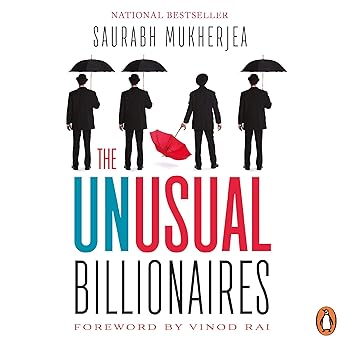 NATIONAL BESTSELLER
SAURABH MUKHERJEA
THE
UNUSUAL
BILLIONAIRES
FOREWORD BY VINOD RAI